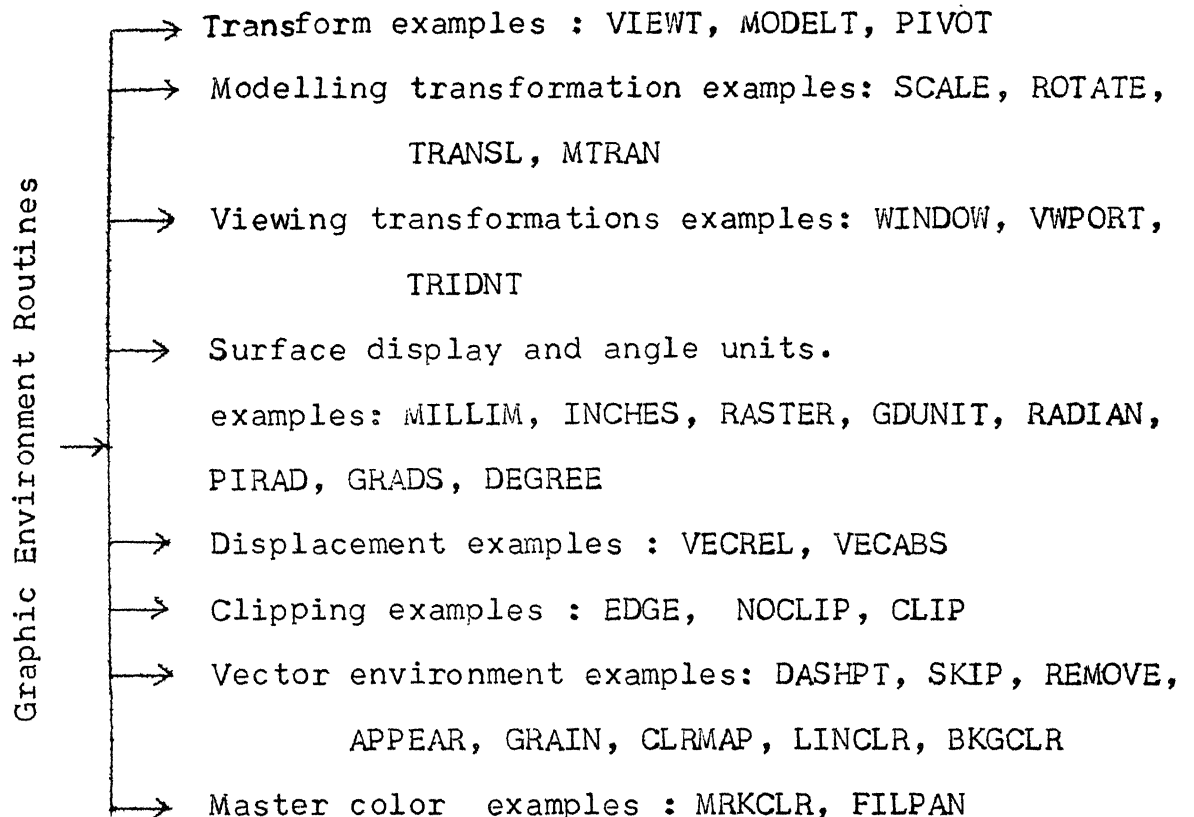 Graphic Environment Routines
Transform examples : VIEWT, MODELT, PIVOT
Modelling transformation examples: SCALE, ROTATE,
TRANSL, MTRAN
Viewing transformations examples: WINDOW, VWPORT,
TRIDNT
Surface display and angle units.
examples: MILLIM, INCHES, RASTER, GDUNIT, RADIAN,
PIRAD, GRADS, DEGREE
Displacement examples : VECREL, VECABS
Clipping examples : EDGE, NOCLIP, CLIP
Vector environment examples: DASHPT, SKIP, REMOVE,
APPEAR, GRAIN, CLRMAP, LINCLR, BKGCLR
Master color examples : MRKCLR, FILPAN